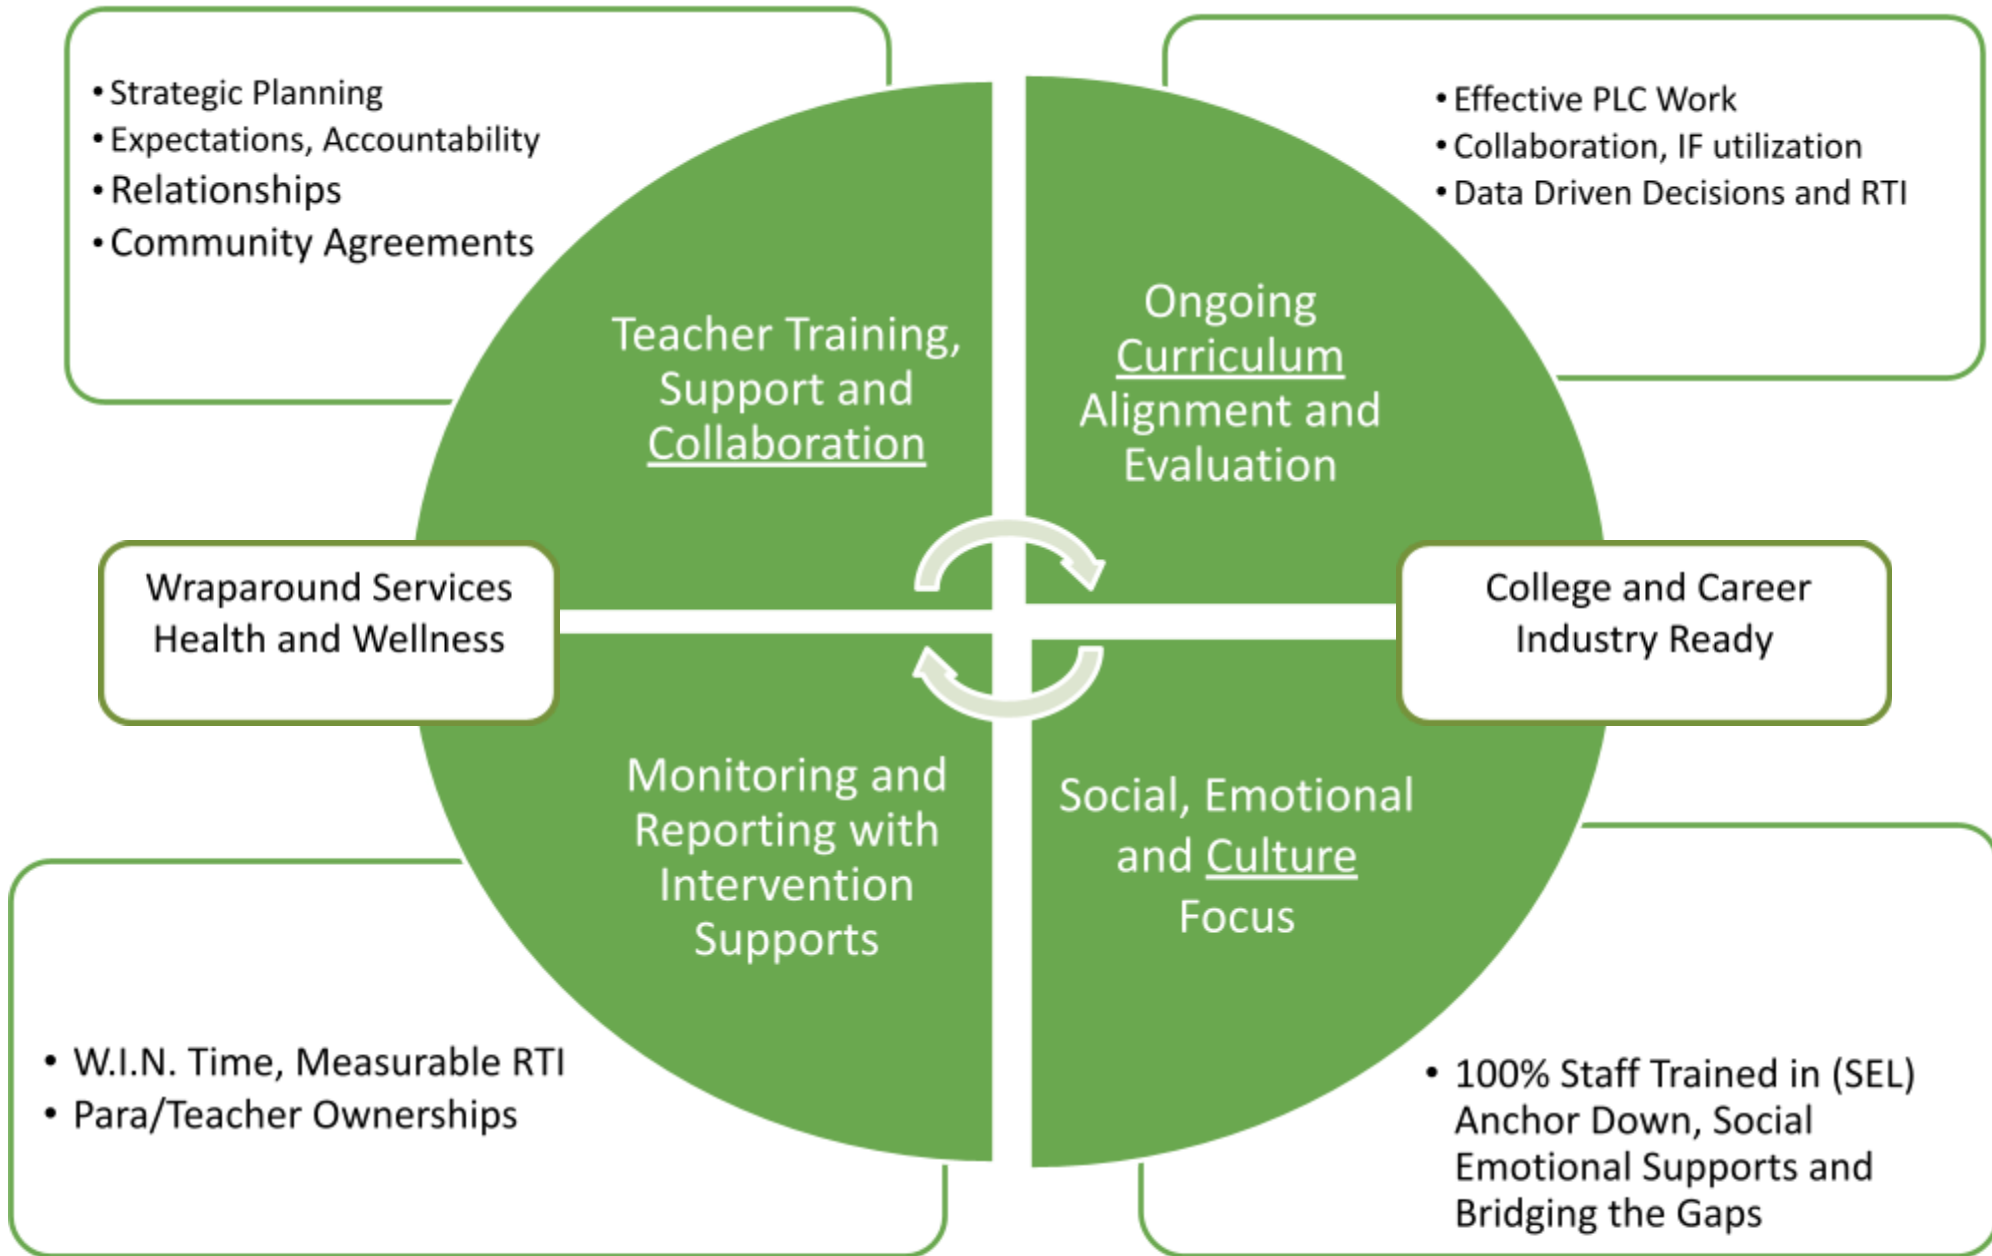 • Strategic Planning
• Expectations, Accountability
• Relationships
• Community Agreements
• Effective PLC Work
• Collaboration, IF utilization
• Data Driven Decisions and RTI
Teacher Training,
Support and
Collaboration
Ongoing
Curriculum
Alignment and
Evaluation
Wraparound Services
Health and Wellness
College and Career
Industry Ready
Monitoring and
Reporting with
Intervention
Supports
Social, Emotional
and Culture
Focus
• W.I.N. Time, Measurable RTI
• Para/Teacher Ownerships
• 100% Staff Trained in (SEL)
Anchor Down, Social
Emotional Supports and
Bridging the Gaps